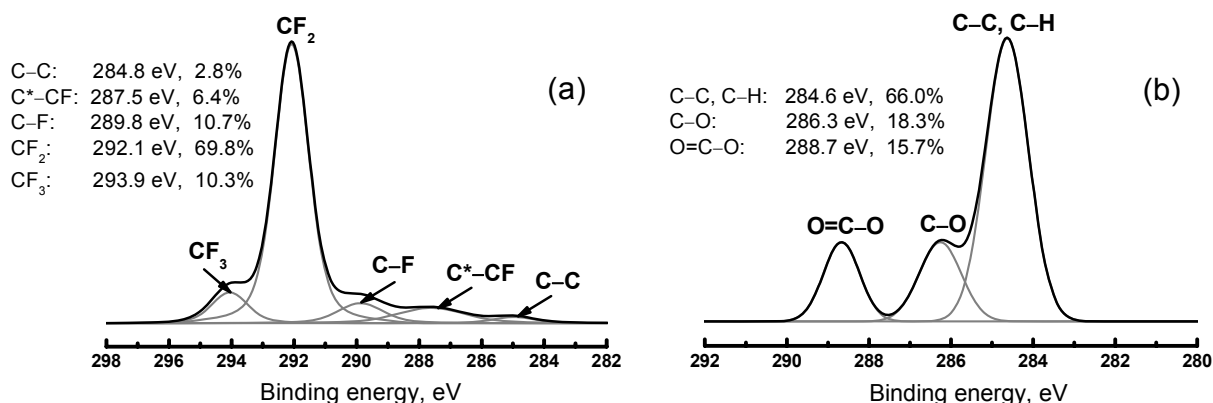 CF₂
(a)
C–C: 284.8 eV, 2.8%
C*–CF: 287.5 eV, 6.4%
C–F: 289.8 eV, 10.7%
CF₂: 292.1 eV, 69.8%
CF₃: 293.9 eV, 10.3%
CF₃
C–F
C*–CF
C–C
298 296 294 292 290 288 286 284 282
Binding energy, eV
C–C, C–H
(b)
C–C, C–H: 284.6 eV, 66.0%
C–O: 286.3 eV, 18.3%
O=C–O: 288.7 eV, 15.7%
O=C–O
C–O
292 290 288 286 284 282 280
Binding energy, eV